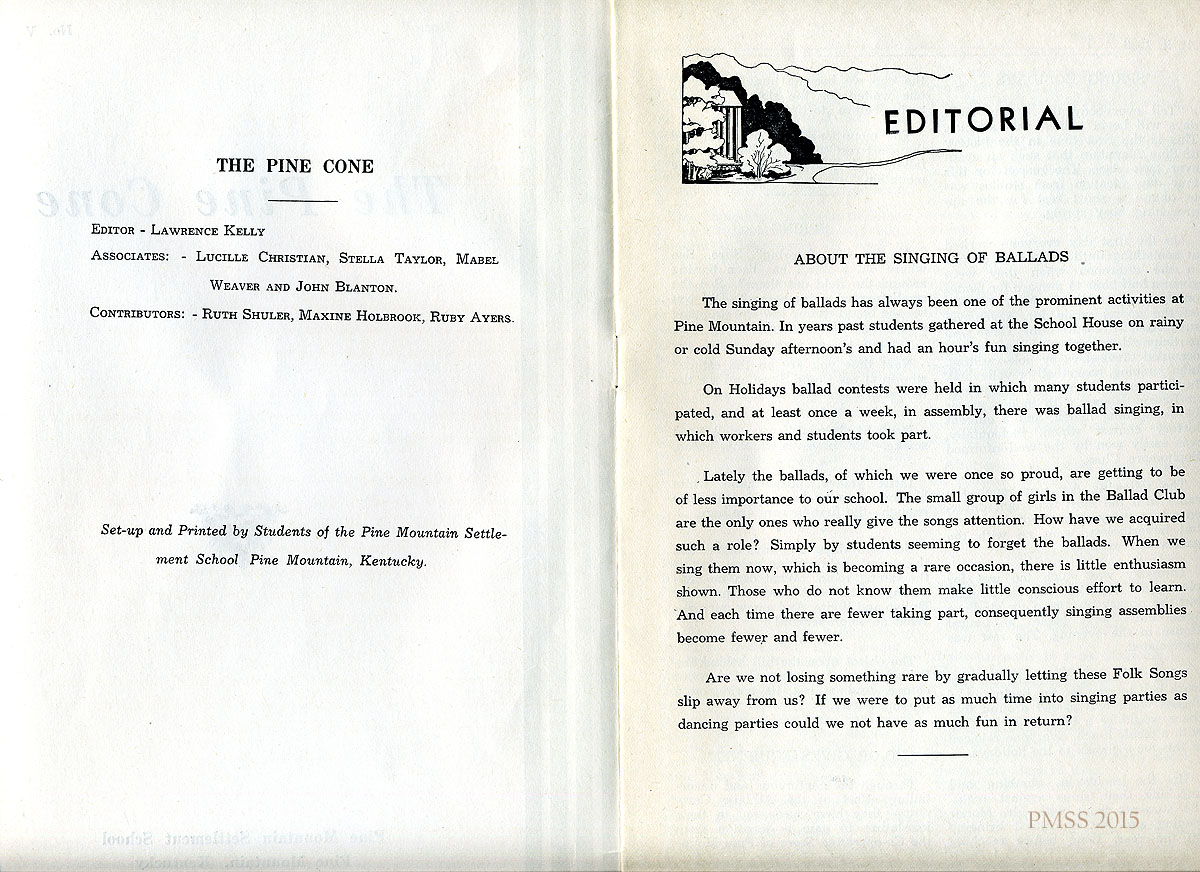 THE PINE CONE
EDITOR - LAWRENCE KELLY
ASSOCIATES: - LUCILLE CHRISTIAN, STELLA TAYLOR, MABEL
WEAVER AND JOHN BLANTON.
CONTRIBUTORS: - RUTH SHULER, MAXINE HOLBROOK, RUBY AYERS.
Set-up and Printed by Students of the Pine Mountain Settle-
ment School Pine Mountain, Kentucky.
EDITORIAL
ABOUT THE SINGING OF BALLADS
The singing of ballads has always been one of the prominent activities at
Pine Mountain. In years past students gathered at the School House on rainy
or cold Sunday afternoon's and had an hour's fun singing together.
On Holidays ballad contests were held in which many students partici-
pated, and at least once a week, in assembly, there was ballad singing, in
which workers and students took part.
Lately the ballads, of which we were once so proud, are getting to be
of less importance to our school. The small group of girls in the Ballad Club
are the only ones who really give the songs attention. How have we acquired
such a role? Simply by students seeming to forget the ballads. When we
sing them now, which is becoming a rare occasion, there is little enthusiasm
shown. Those who do not know them make little conscious effort to learn.
And each time there are fewer taking part, consequently singing assemblies
become fewer and fewer.
Are we not losing something rare by gradually letting these Folk Songs
slip away from us? If we were to put as much time into singing parties as
dancing parties could we not have as much fun in return?
PMSS 2015
The Pine Cone
No. V
Pine Mountain Settlement School
Pine Mountain, Kentucky